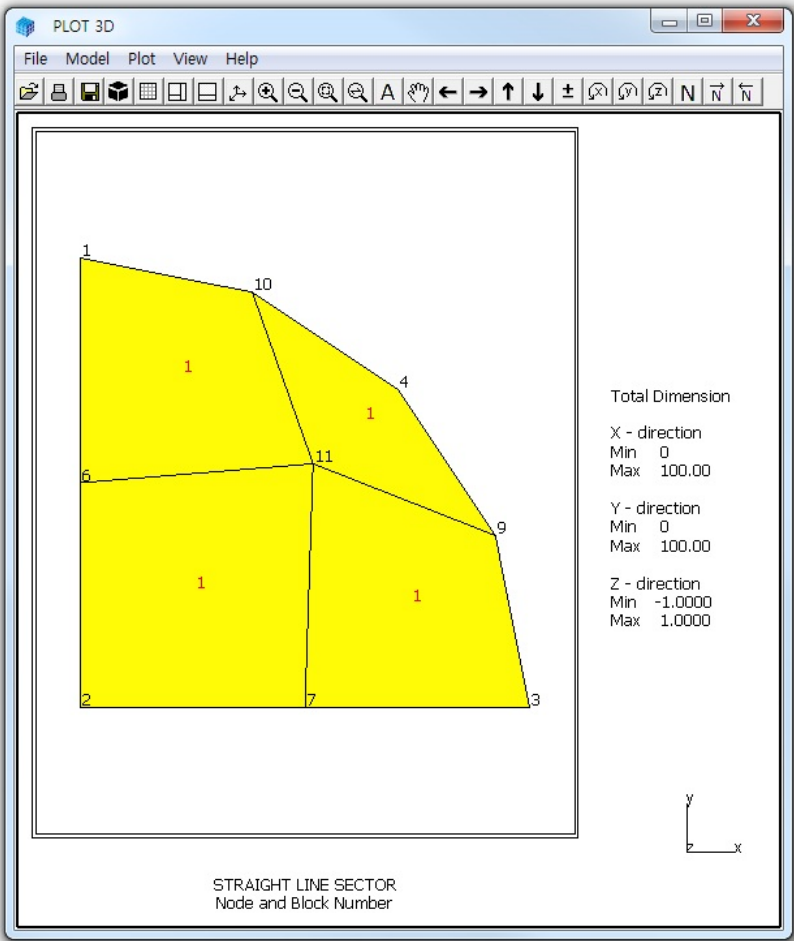 PLOT 3D
File Model Plot View Help
A ± x y z N N N
1
10
1
4
1
11
6
9
1
1
2
7
3
Total Dimension
X - direction
Min 0
Max 100.00
Y - direction
Min 0
Max 100.00
Z - direction
Min -1.0000
Max 1.0000
y
z x
STRAIGHT LINE SECTOR
Node and Block Number